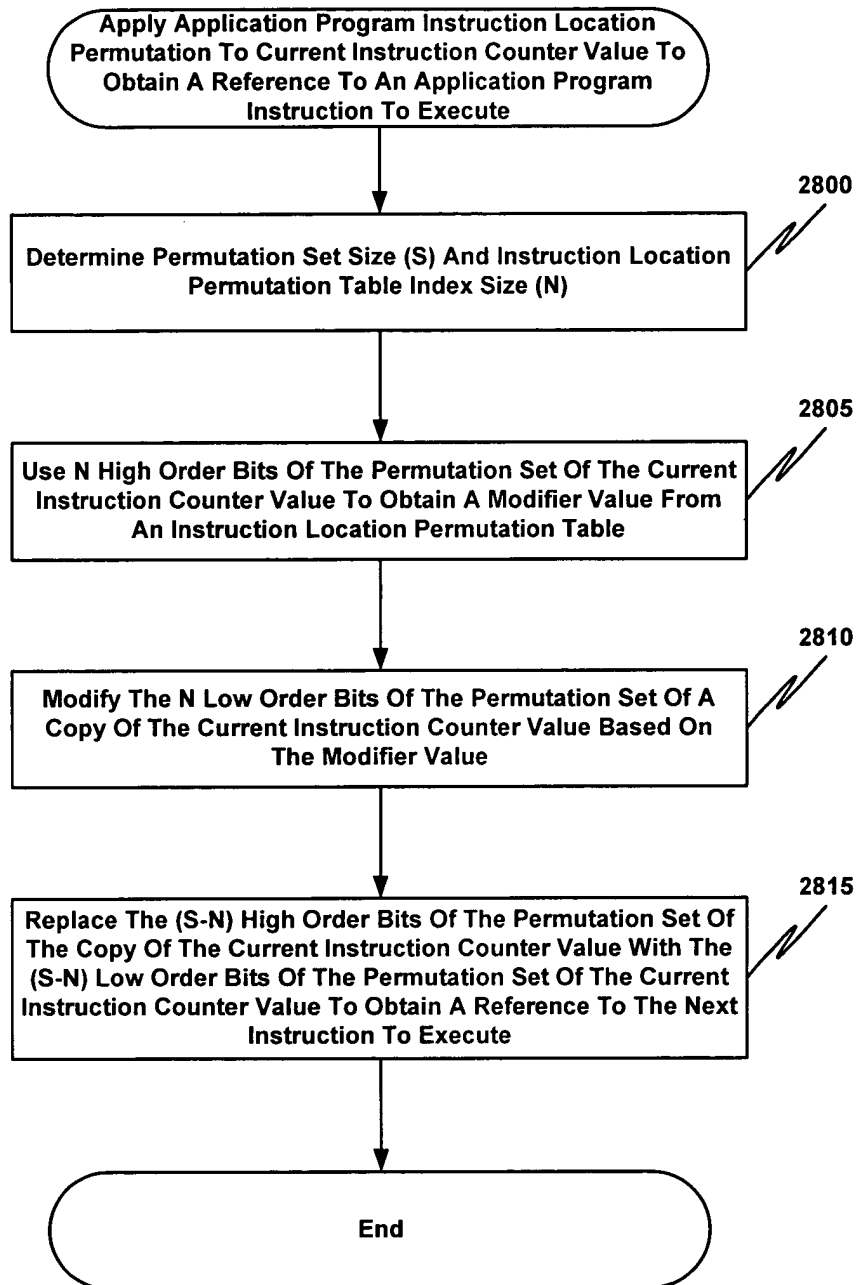 Apply Application Program Instruction Location
Permutation To Current Instruction Counter Value To
Obtain A Reference To An Application Program
Instruction To Execute
2800
Determine Permutation Set Size (S) And Instruction Location
Permutation Table Index Size (N)
2805
Use N High Order Bits Of The Permutation Set Of The Current
Instruction Counter Value To Obtain A Modifier Value From
An Instruction Location Permutation Table
2810
Modify The N Low Order Bits Of The Permutation Set Of A
Copy Of The Current Instruction Counter Value Based On
The Modifier Value
2815
Replace The (S-N) High Order Bits Of The Permutation Set Of
The Copy Of The Current Instruction Counter Value With The
(S-N) Low Order Bits Of The Permutation Set Of The Current
Instruction Counter Value To Obtain A Reference To The Next
Instruction To Execute
End